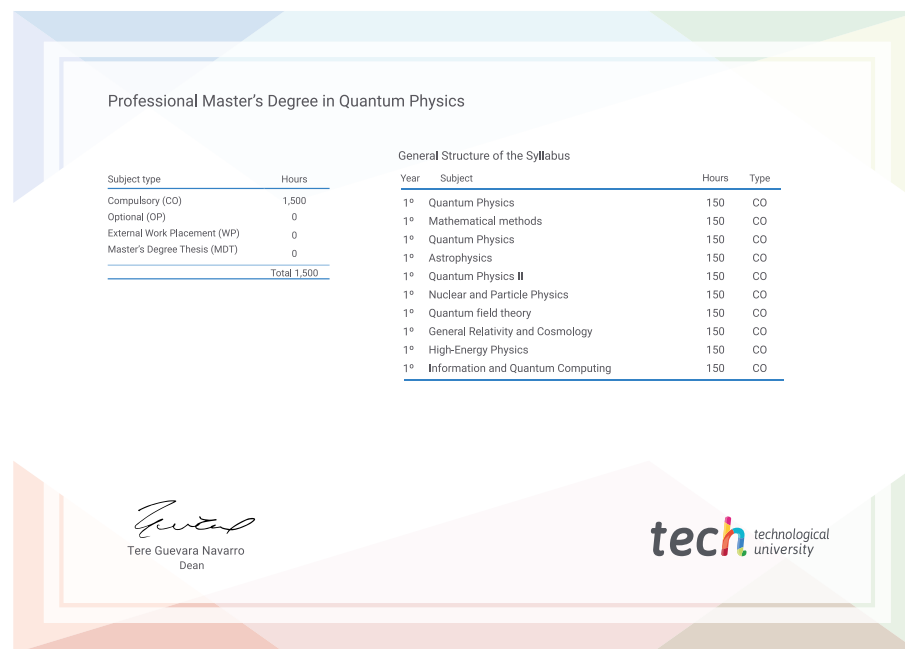 Professional Master's Degree in Quantum Physics
General Structure of the Syllabus
Subject type Hours
Compulsory (CO) 1,500
Optional (OP) 0
External Work Placement (WP) 0
Master's Degree Thesis (MDT) 0
Total 1,500
Year Subject Hours Type
1º Quantum Physics 150 CO
1º Mathematical methods 150 CO
1º Quantum Physics 150 CO
1º Astrophysics 150 CO
1º Quantum Physics II 150 CO
1º Nuclear and Particle Physics 150 CO
1º Quantum field theory 150 CO
1º General Relativity and Cosmology 150 CO
1º High-Energy Physics 150 CO
1º Information and Quantum Computing 150 CO
Tere Guevara Navarro
Dean
tech technological
university